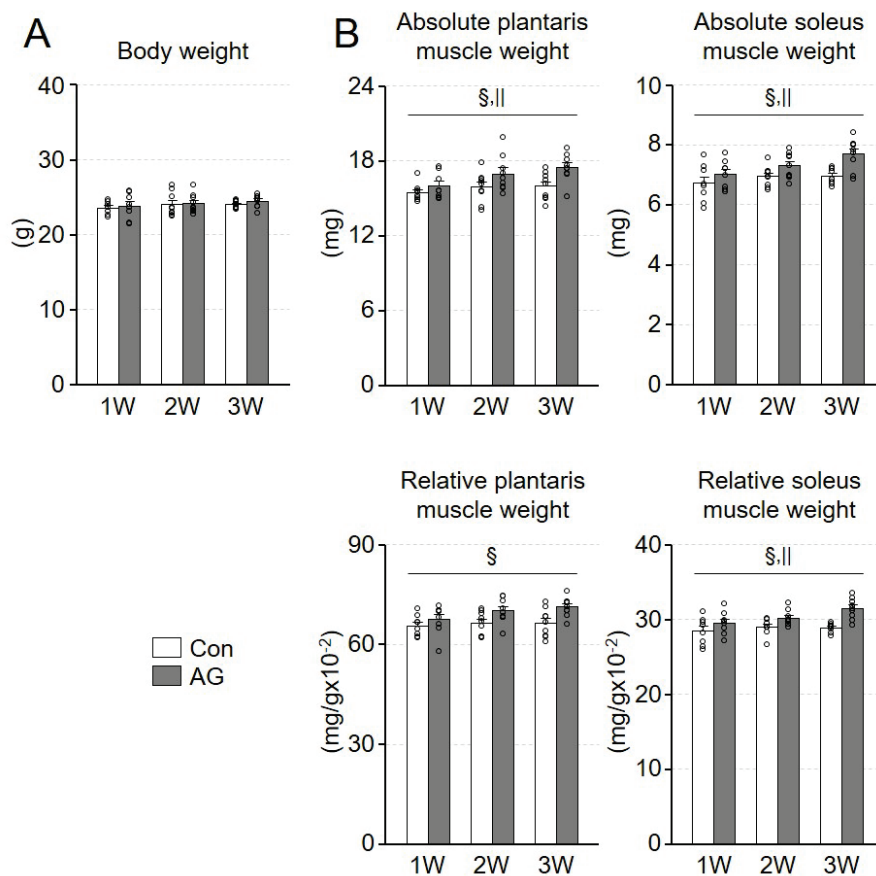 A
Body weight
40
30
20
10
0
(g)
1W 2W 3W
B
Absolute plantaris
muscle weight
24
18
12
6
0
(mg)
§,||
1W 2W 3W
Absolute soleus
muscle weight
10
8
6
4
2
0
(mg)
§,||
1W 2W 3W
Con
AG
Relative plantaris
muscle weight
90
60
30
0
(mg/gx10-2)
§
1W 2W 3W
Relative soleus
muscle weight
40
30
20
10
0
(mg/gx10-2)
§,||
1W 2W 3W